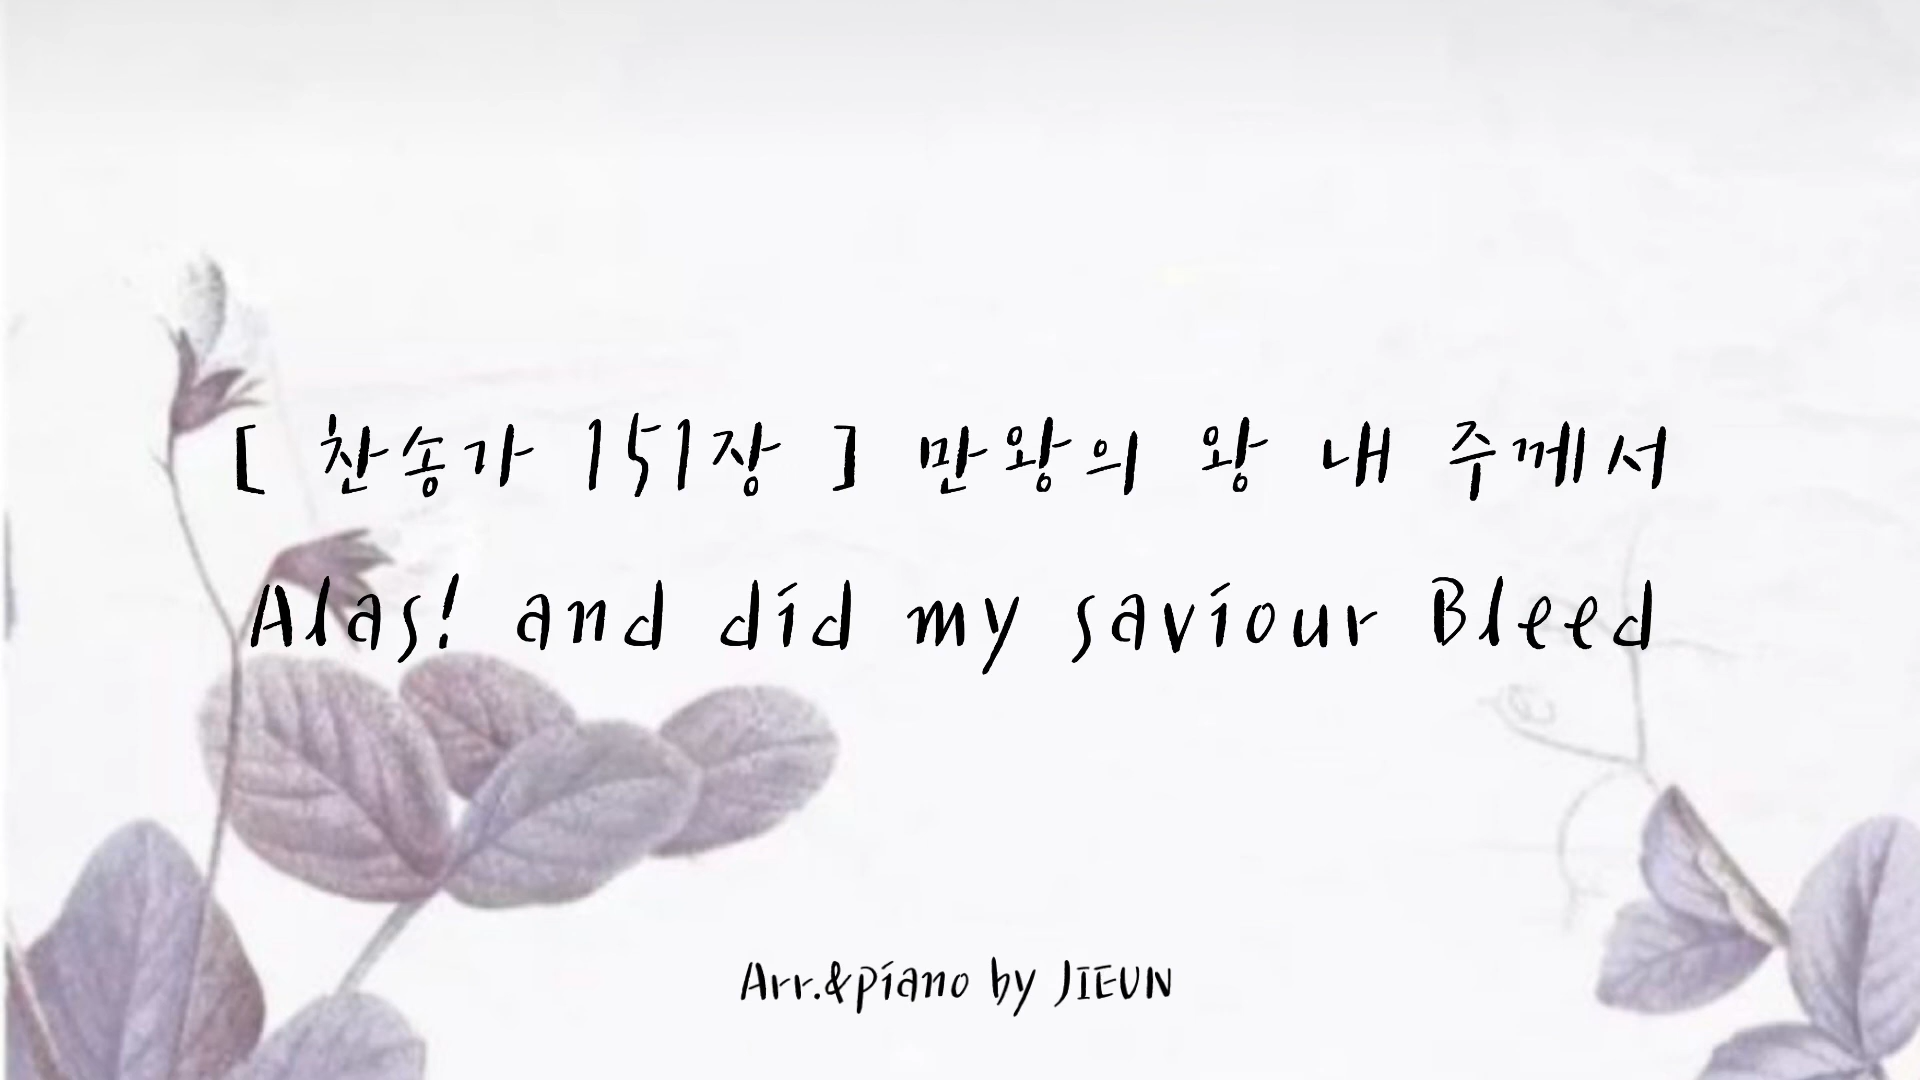 [ 찬송가 151장 ] 만왕의 왕 내 주께서
Alas! and did my saviour Bleed
Arr.&piano by JIEUN